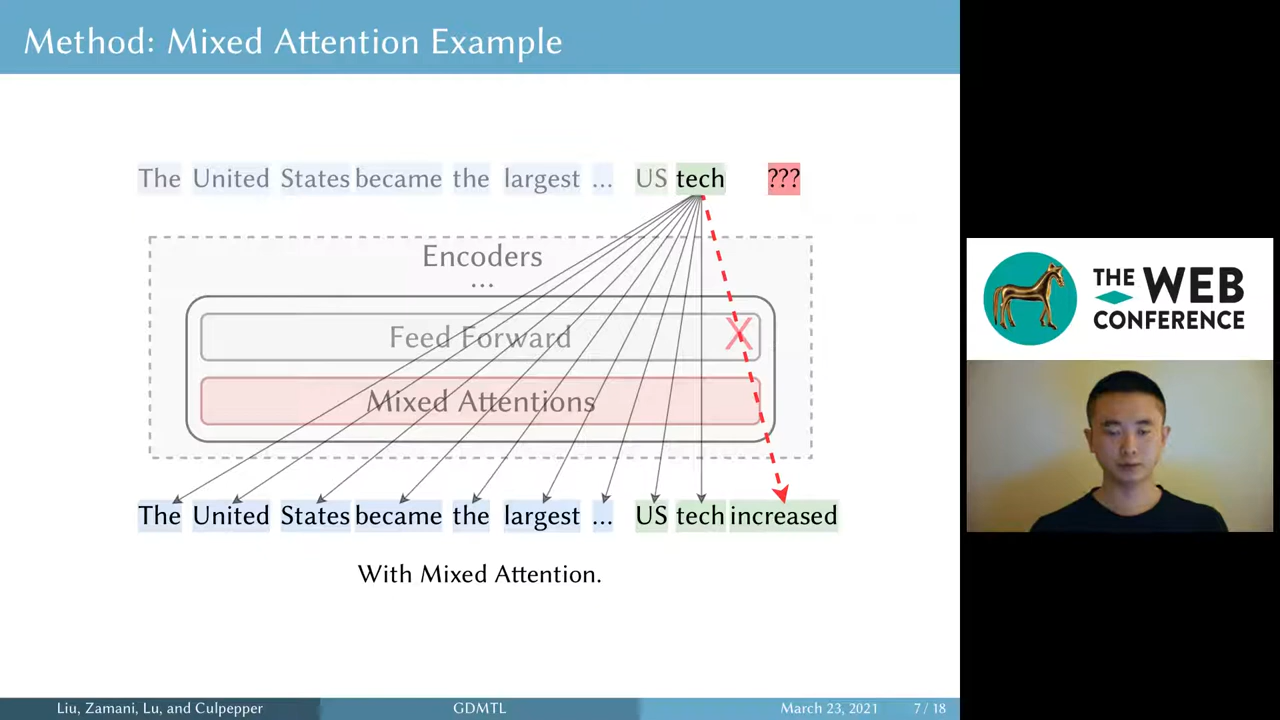 Method: Mixed Attention Example
The United States became the largest ... US tech ???
Encoders
...
Feed Forward
X
Mixed Attentions
The United States became the largest ... US tech increased
With Mixed Attention.
Liu, Zamani, Lu, and Culpepper GDMTL March 23, 2021 7 / 18
THE WEB
CONFERENCE